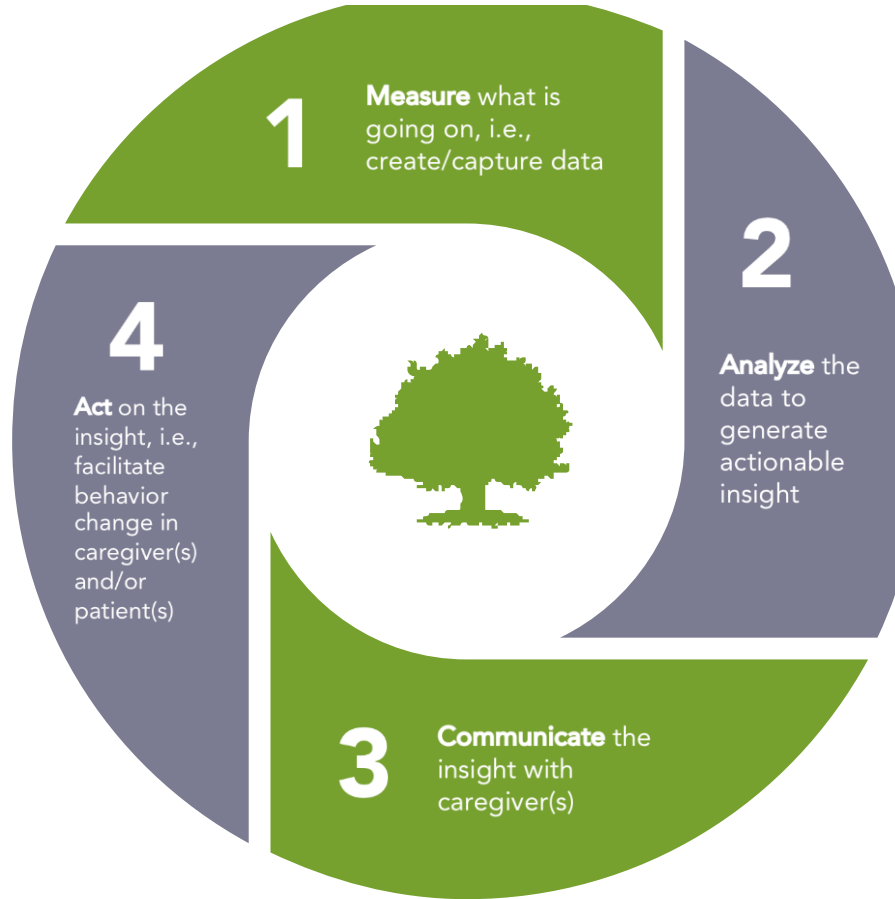 1
Measure what is
going on, i.e.,
create/capture data
2
Analyze the
data to
generate
actionable
insight
3
Communicate the
insight with
caregiver(s)
4
Act on the
insight, i.e.,
facilitate
behavior
change in
caregiver(s)
and/or
patient(s)